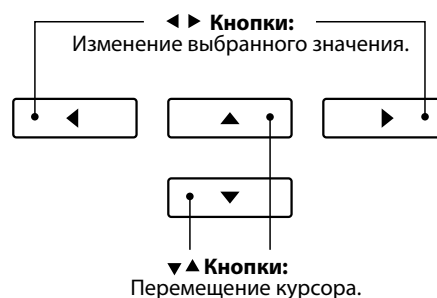 ◀ ▶ Кнопки:
Изменение выбранного значения.
▼▲ Кнопки:
Перемещение курсора.